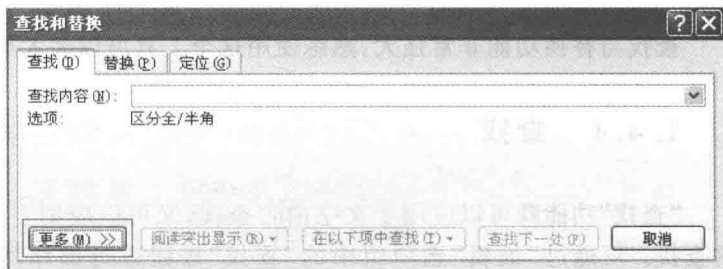 查找和替换
查找(D) 替换(P) 定位(G)
查找内容(N):
选项: 区分全/半角
更多(M) >> 阅读突出显示(R) 在以下项中查找(I) 查找下一处(F) 取消